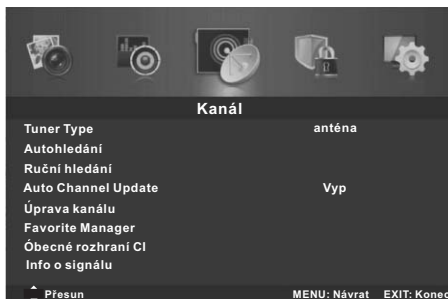 Kanál
Tuner Type anténa
Autohledání
Ruční hledání
Auto Channel Update Vyp
Úprava kanálu
Favorite Manager
Óbecné rozhraní CI
Info o signálu
Přesun MENU: Návrat EXIT: Konec